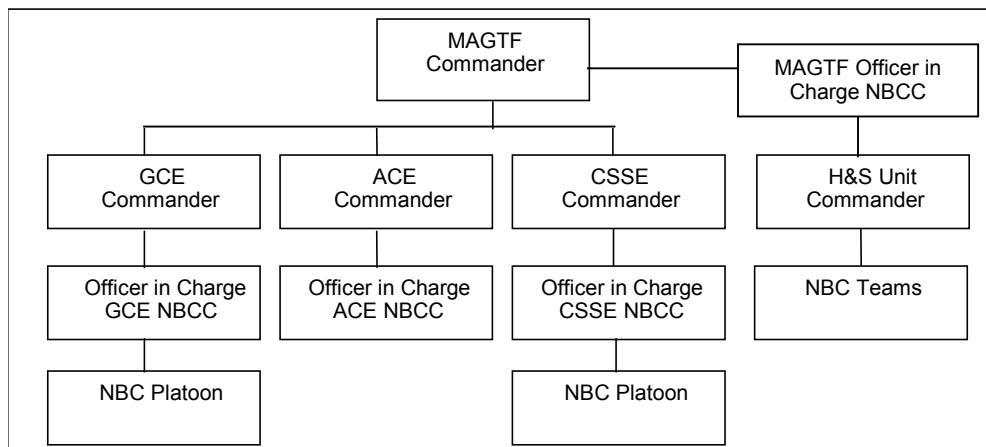 MAGTF
Commander
MAGTF Officer in
Charge NBCC
GCE
Commander
ACE
Commander
CSSE
Commander
H&S Unit
Commander
Officer in Charge
GCE NBCC
Officer in Charge
ACE NBCC
Officer in Charge
CSSE NBCC
NBC Teams
NBC Platoon
NBC Platoon